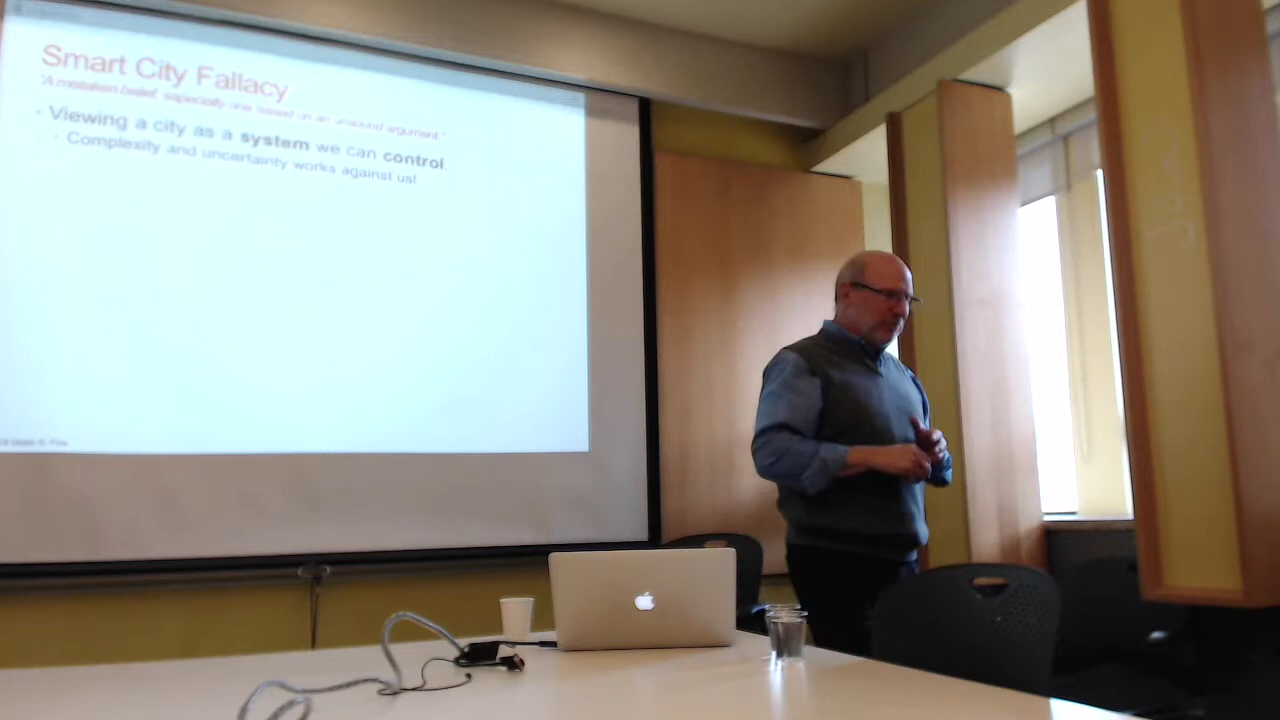 Smart City Fallacy
"A mistaken belief, especially one based on an unsound argument."
• Viewing a city as a system we can control.
• Complexity and uncertainty works against us!